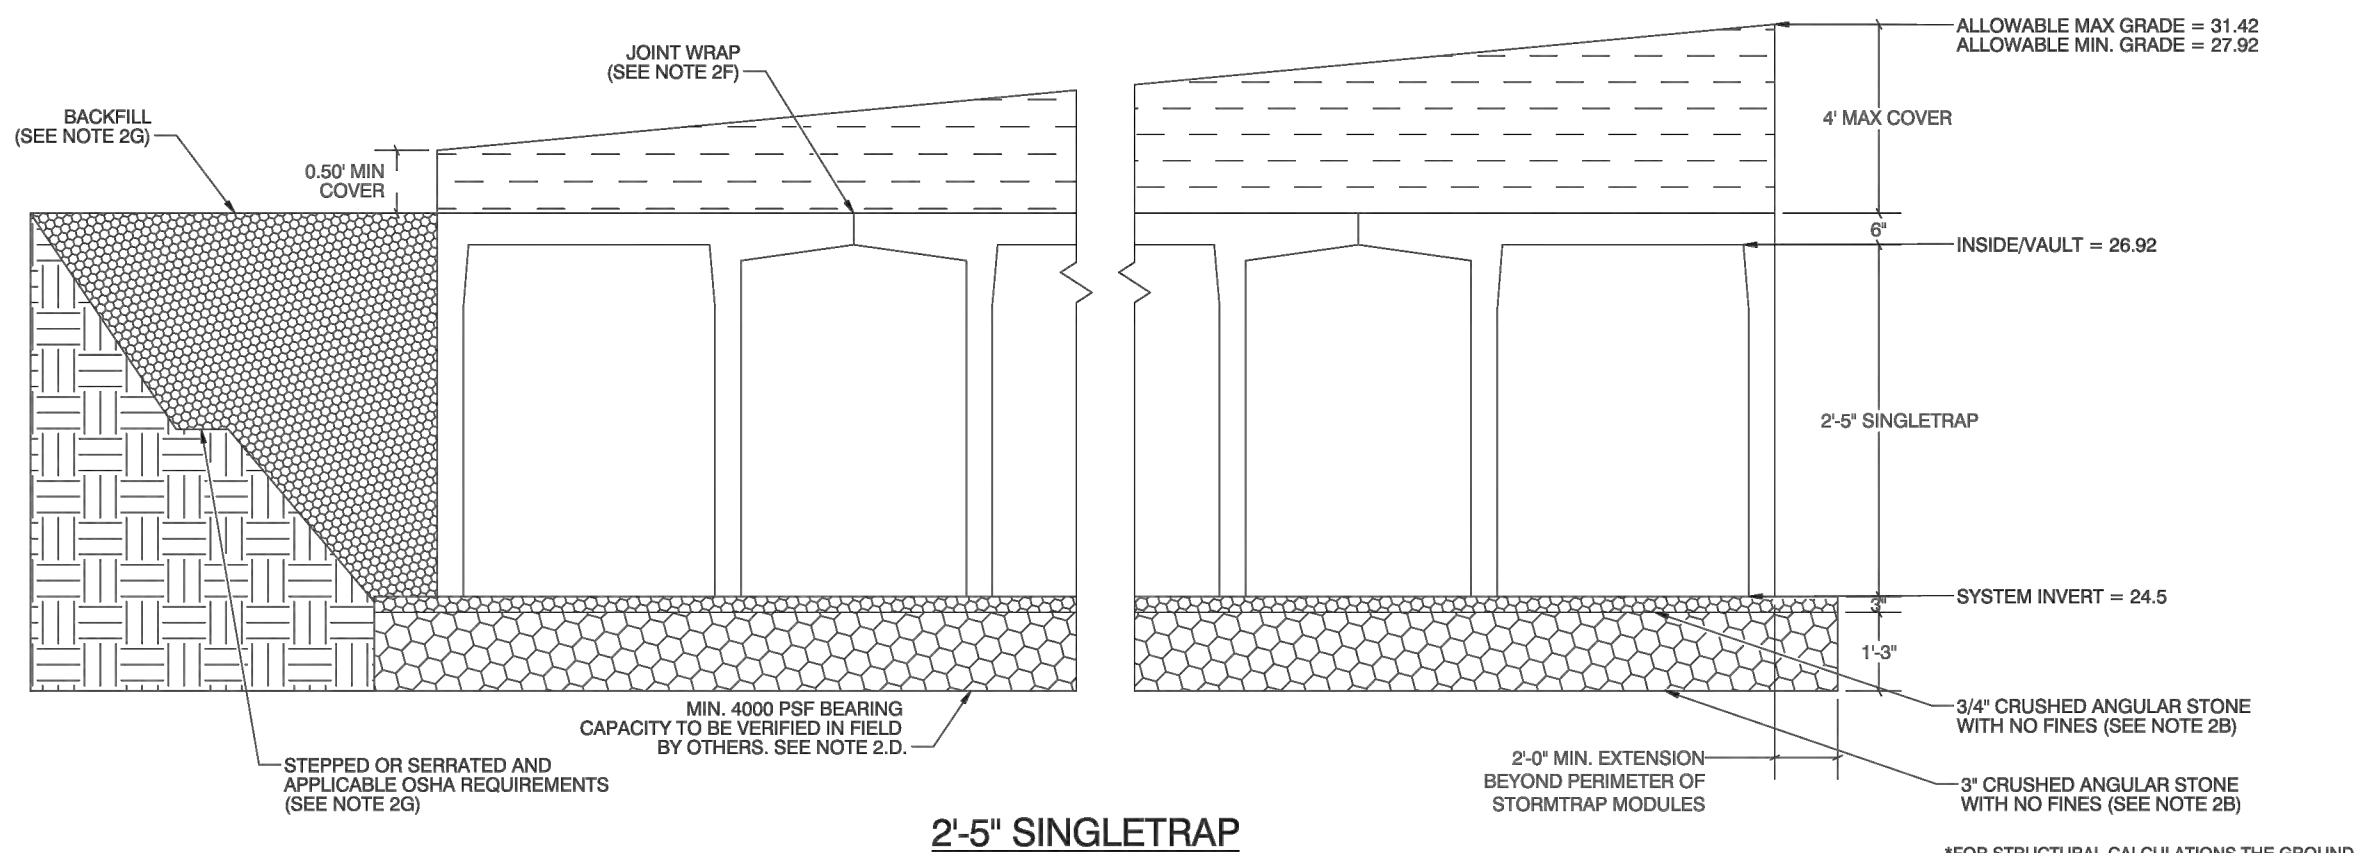 ALLOWABLE MAX GRADE = 31.42
ALLOWABLE MIN. GRADE = 27.92
JOINT WRAP
(SEE NOTE 2F)
BACKFILL
(SEE NOTE 2G)
4' MAX COVER
0.50' MIN
COVER
6"
INSIDE/VAULT = 26.92
2'-5" SINGLETRAP
SYSTEM INVERT = 24.5
3"
1'-3"
3/4" CRUSHED ANGULAR STONE
WITH NO FINES (SEE NOTE 2B)
MIN. 4000 PSF BEARING
CAPACITY TO BE VERIFIED IN FIELD
BY OTHERS. SEE NOTE 2.D.
2'-0" MIN. EXTENSION
BEYOND PERIMETER OF
STORMTRAP MODULES
STEPPED OR SERRATED AND
APPLICABLE OSHA REQUIREMENTS
(SEE NOTE 2G)
3" CRUSHED ANGULAR STONE
WITH NO FINES (SEE NOTE 2B)
2'-5" SINGLETRAP
*FOR STRUCTURAL CALCULATIONS THE GROUND